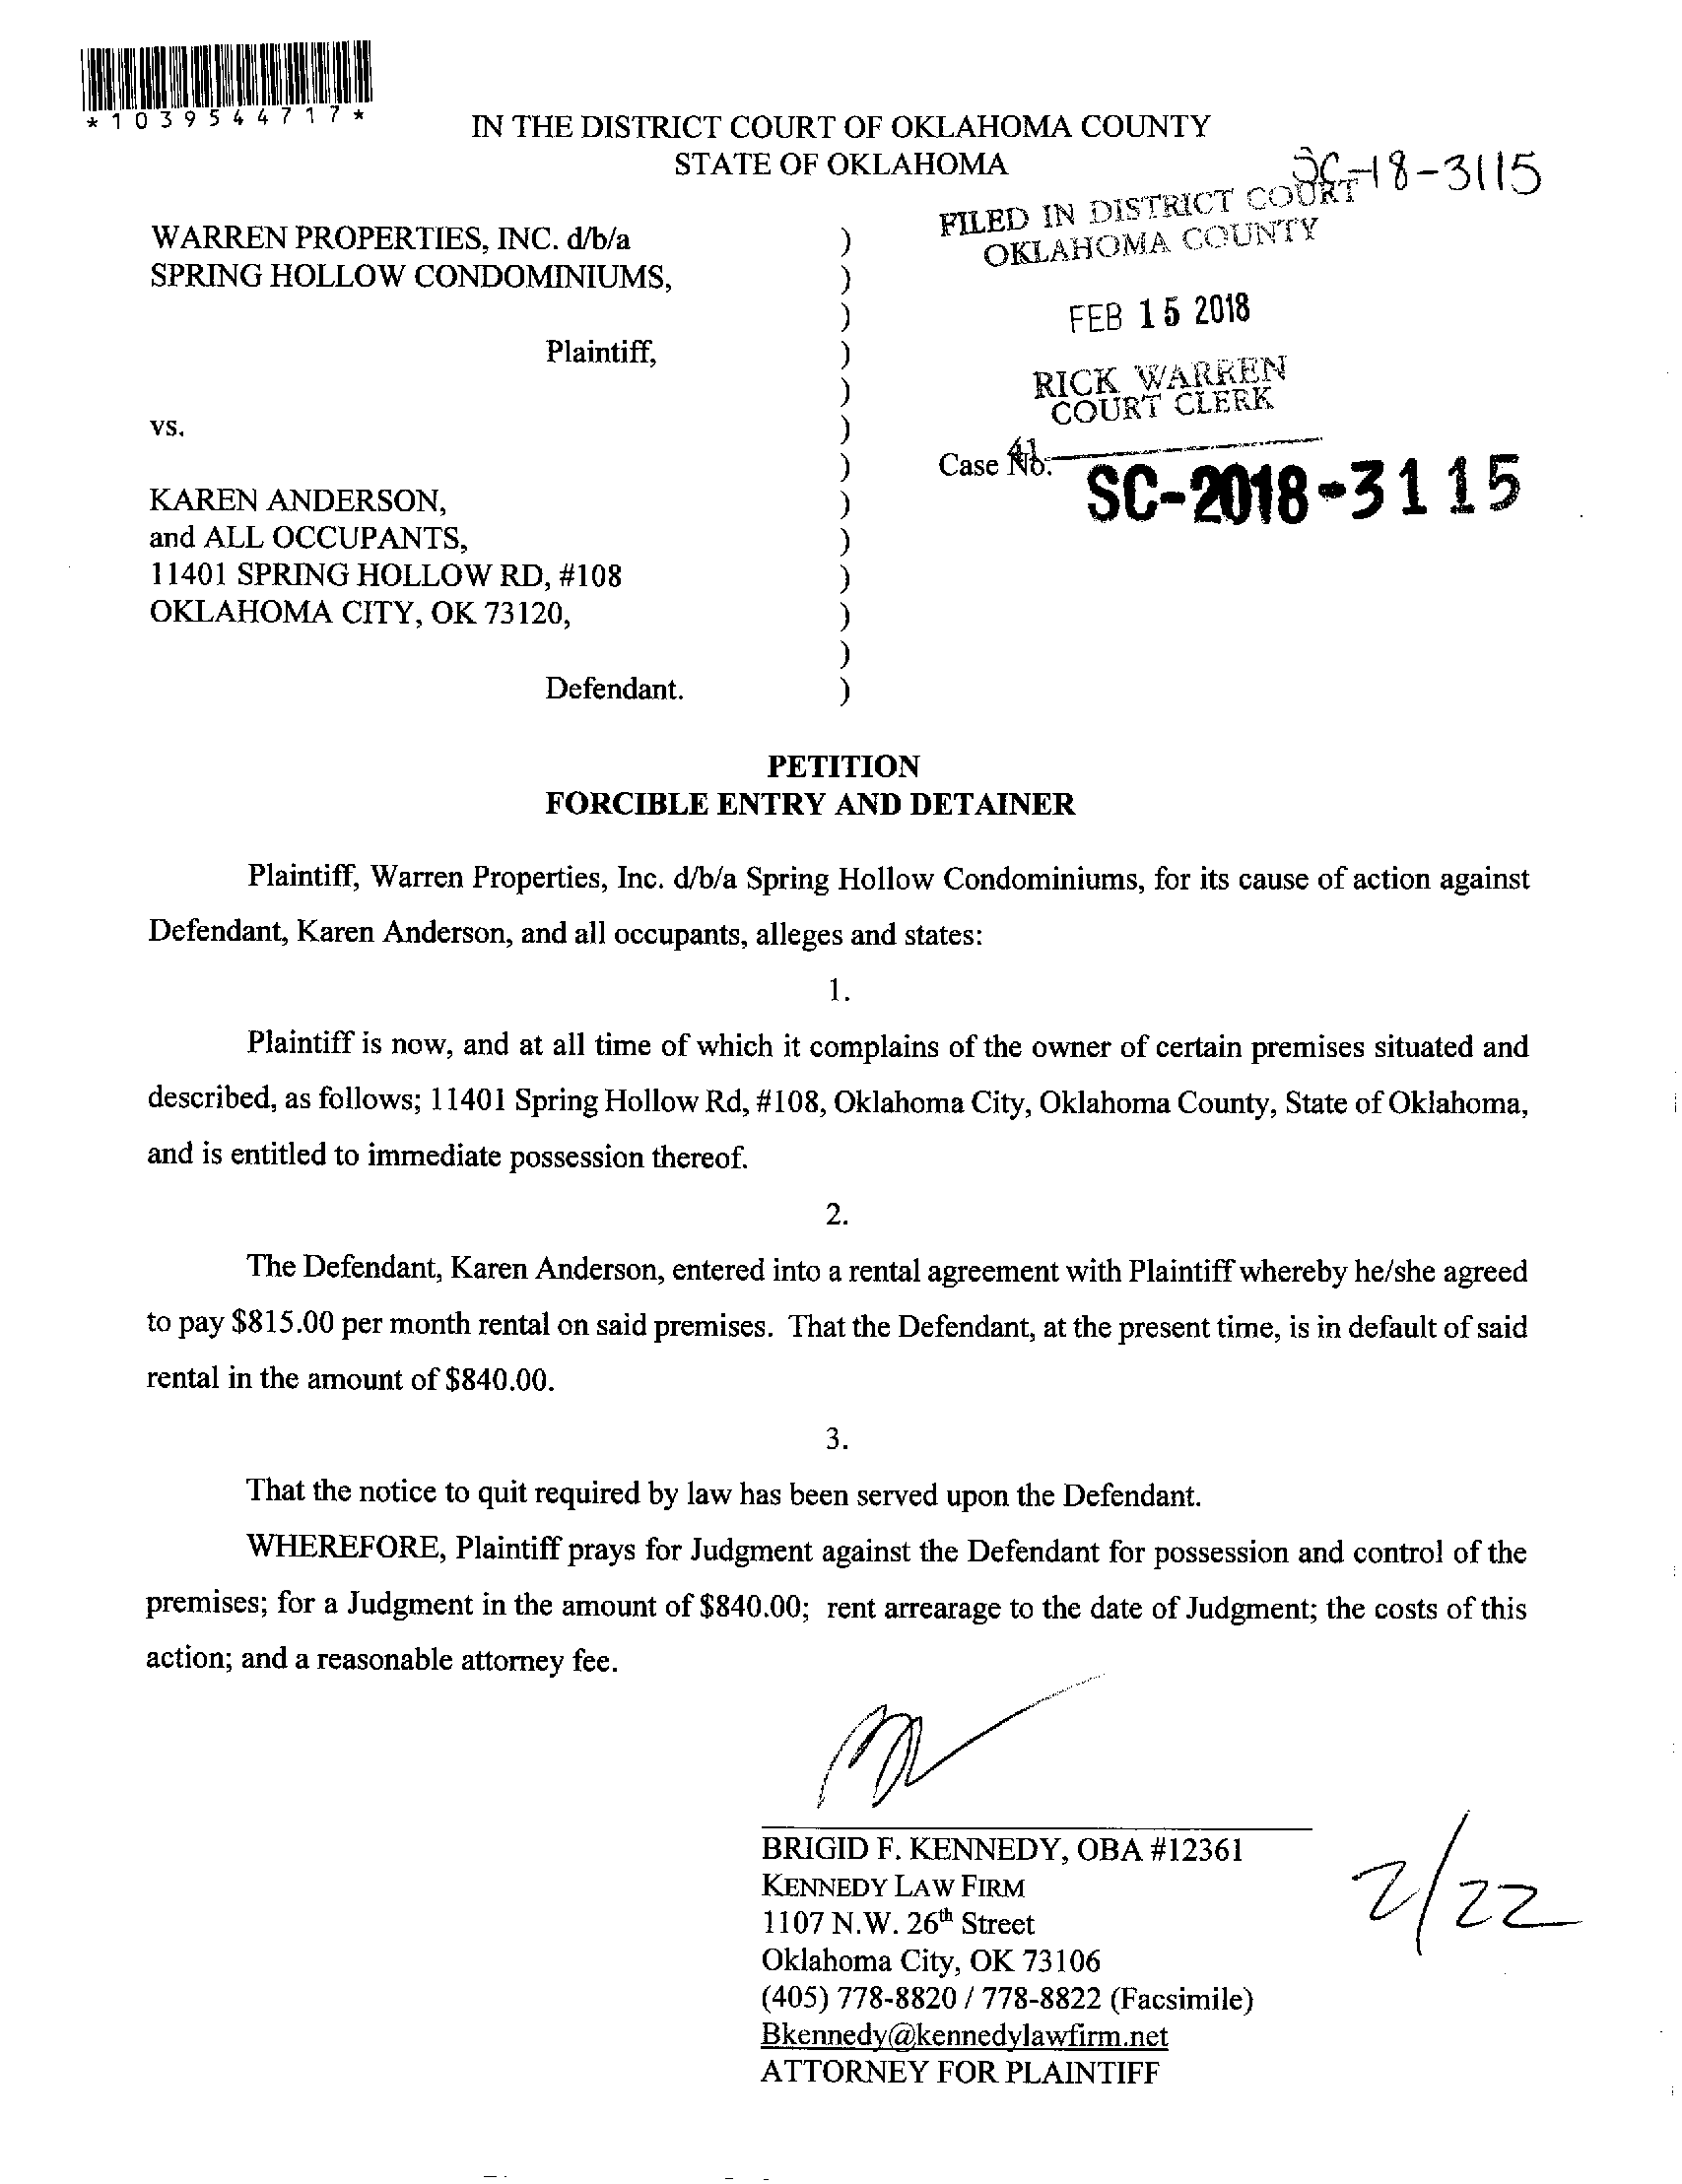 *1039544717*
IN THE DISTRICT COURT OF OKLAHOMA COUNTY
STATE OF OKLAHOMA
SC-18-3115
FILED IN DISTRICT COURT
OKLAHOMA COUNTY
FEB 15 2018
RICK WARREN
COURT CLERK
41
WARREN PROPERTIES, INC. d/b/a )
SPRING HOLLOW CONDOMINIUMS, )
)
Plaintiff, )
)
vs. )
) Case No.
SC-2018-3115
KAREN ANDERSON, )
and ALL OCCUPANTS, )
11401 SPRING HOLLOW RD, #108 )
OKLAHOMA CITY, OK 73120, )
)
Defendant. )
PETITION
FORCIBLE ENTRY AND DETAINER
Plaintiff, Warren Properties, Inc. d/b/a Spring Hollow Condominiums, for its cause of action against
Defendant, Karen Anderson, and all occupants, alleges and states:
1.
Plaintiff is now, and at all time of which it complains of the owner of certain premises situated and
described, as follows; 11401 Spring Hollow Rd, #108, Oklahoma City, Oklahoma County, State of Oklahoma,
and is entitled to immediate possession thereof.
2.
The Defendant, Karen Anderson, entered into a rental agreement with Plaintiff whereby he/she agreed
to pay $815.00 per month rental on said premises. That the Defendant, at the present time, is in default of said
rental in the amount of $840.00.
3.
That the notice to quit required by law has been served upon the Defendant.
WHEREFORE, Plaintiff prays for Judgment against the Defendant for possession and control of the
premises; for a Judgment in the amount of $840.00; rent arrearage to the date of Judgment; the costs of this
action; and a reasonable attorney fee.
BRIGID F. KENNEDY, OBA #12361
KENNEDY LAW FIRM
1107 N.W. 26th Street
Oklahoma City, OK 73106
(405) 778-8820 / 778-8822 (Facsimile)
Bkennedy@kennedylawfirm.net
ATTORNEY FOR PLAINTIFF
2/22